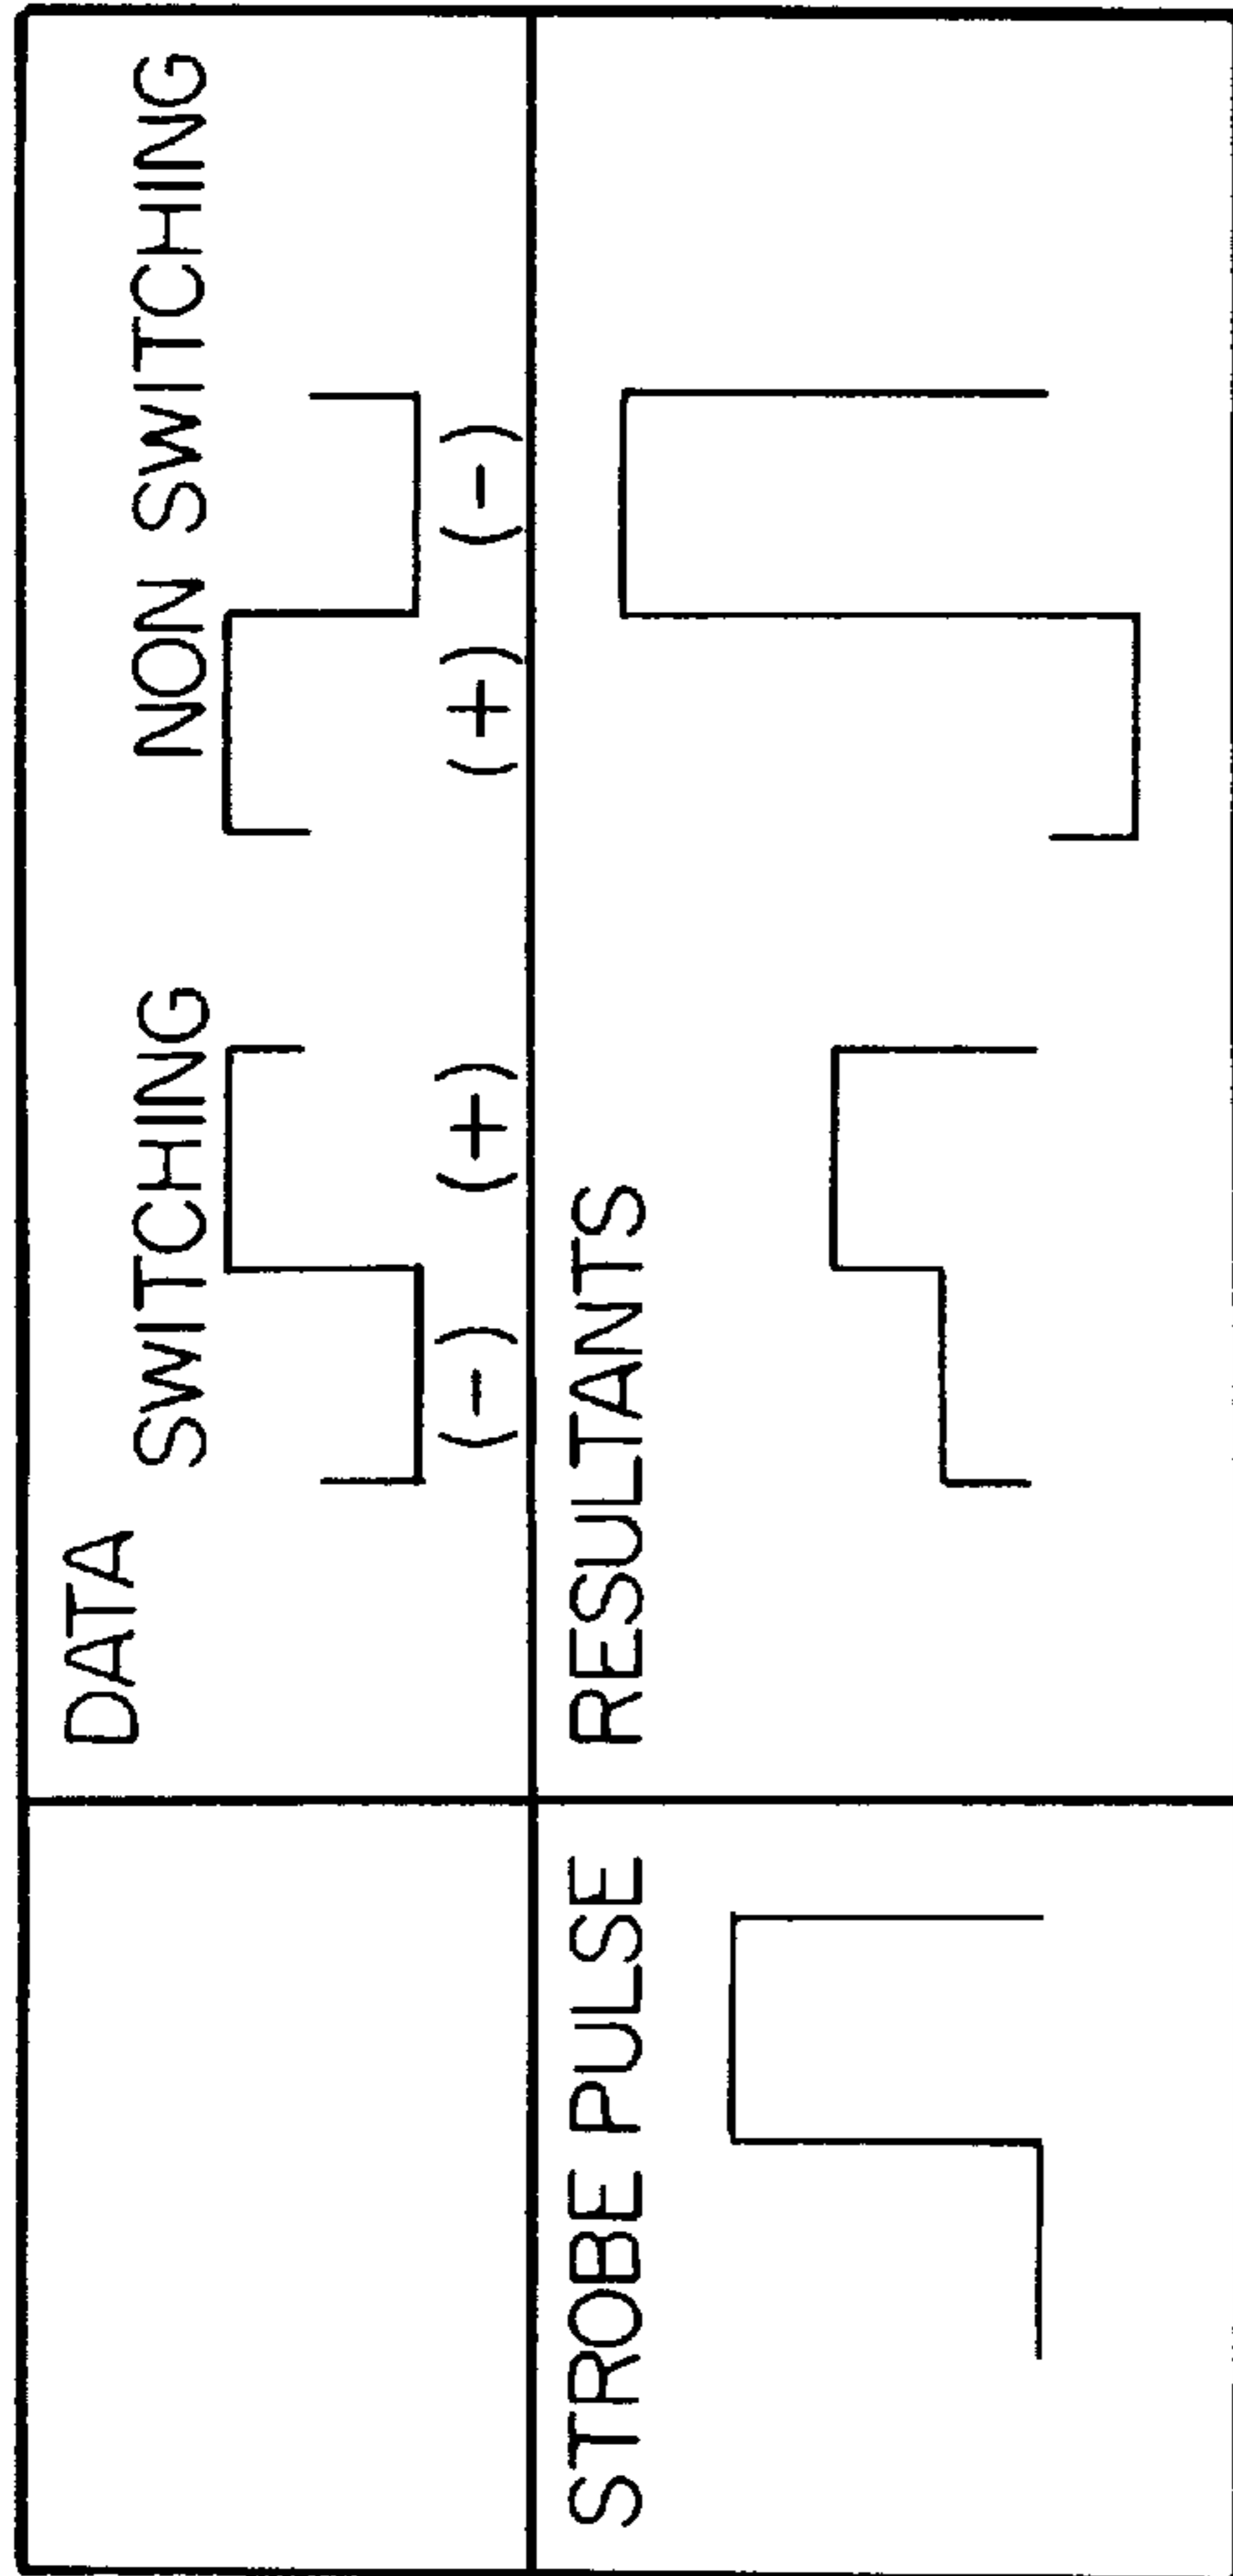 DATA
SWITCHING NON SWITCHING
(-) (+) (+) (-)
STROBE PULSE
RESULTANTS